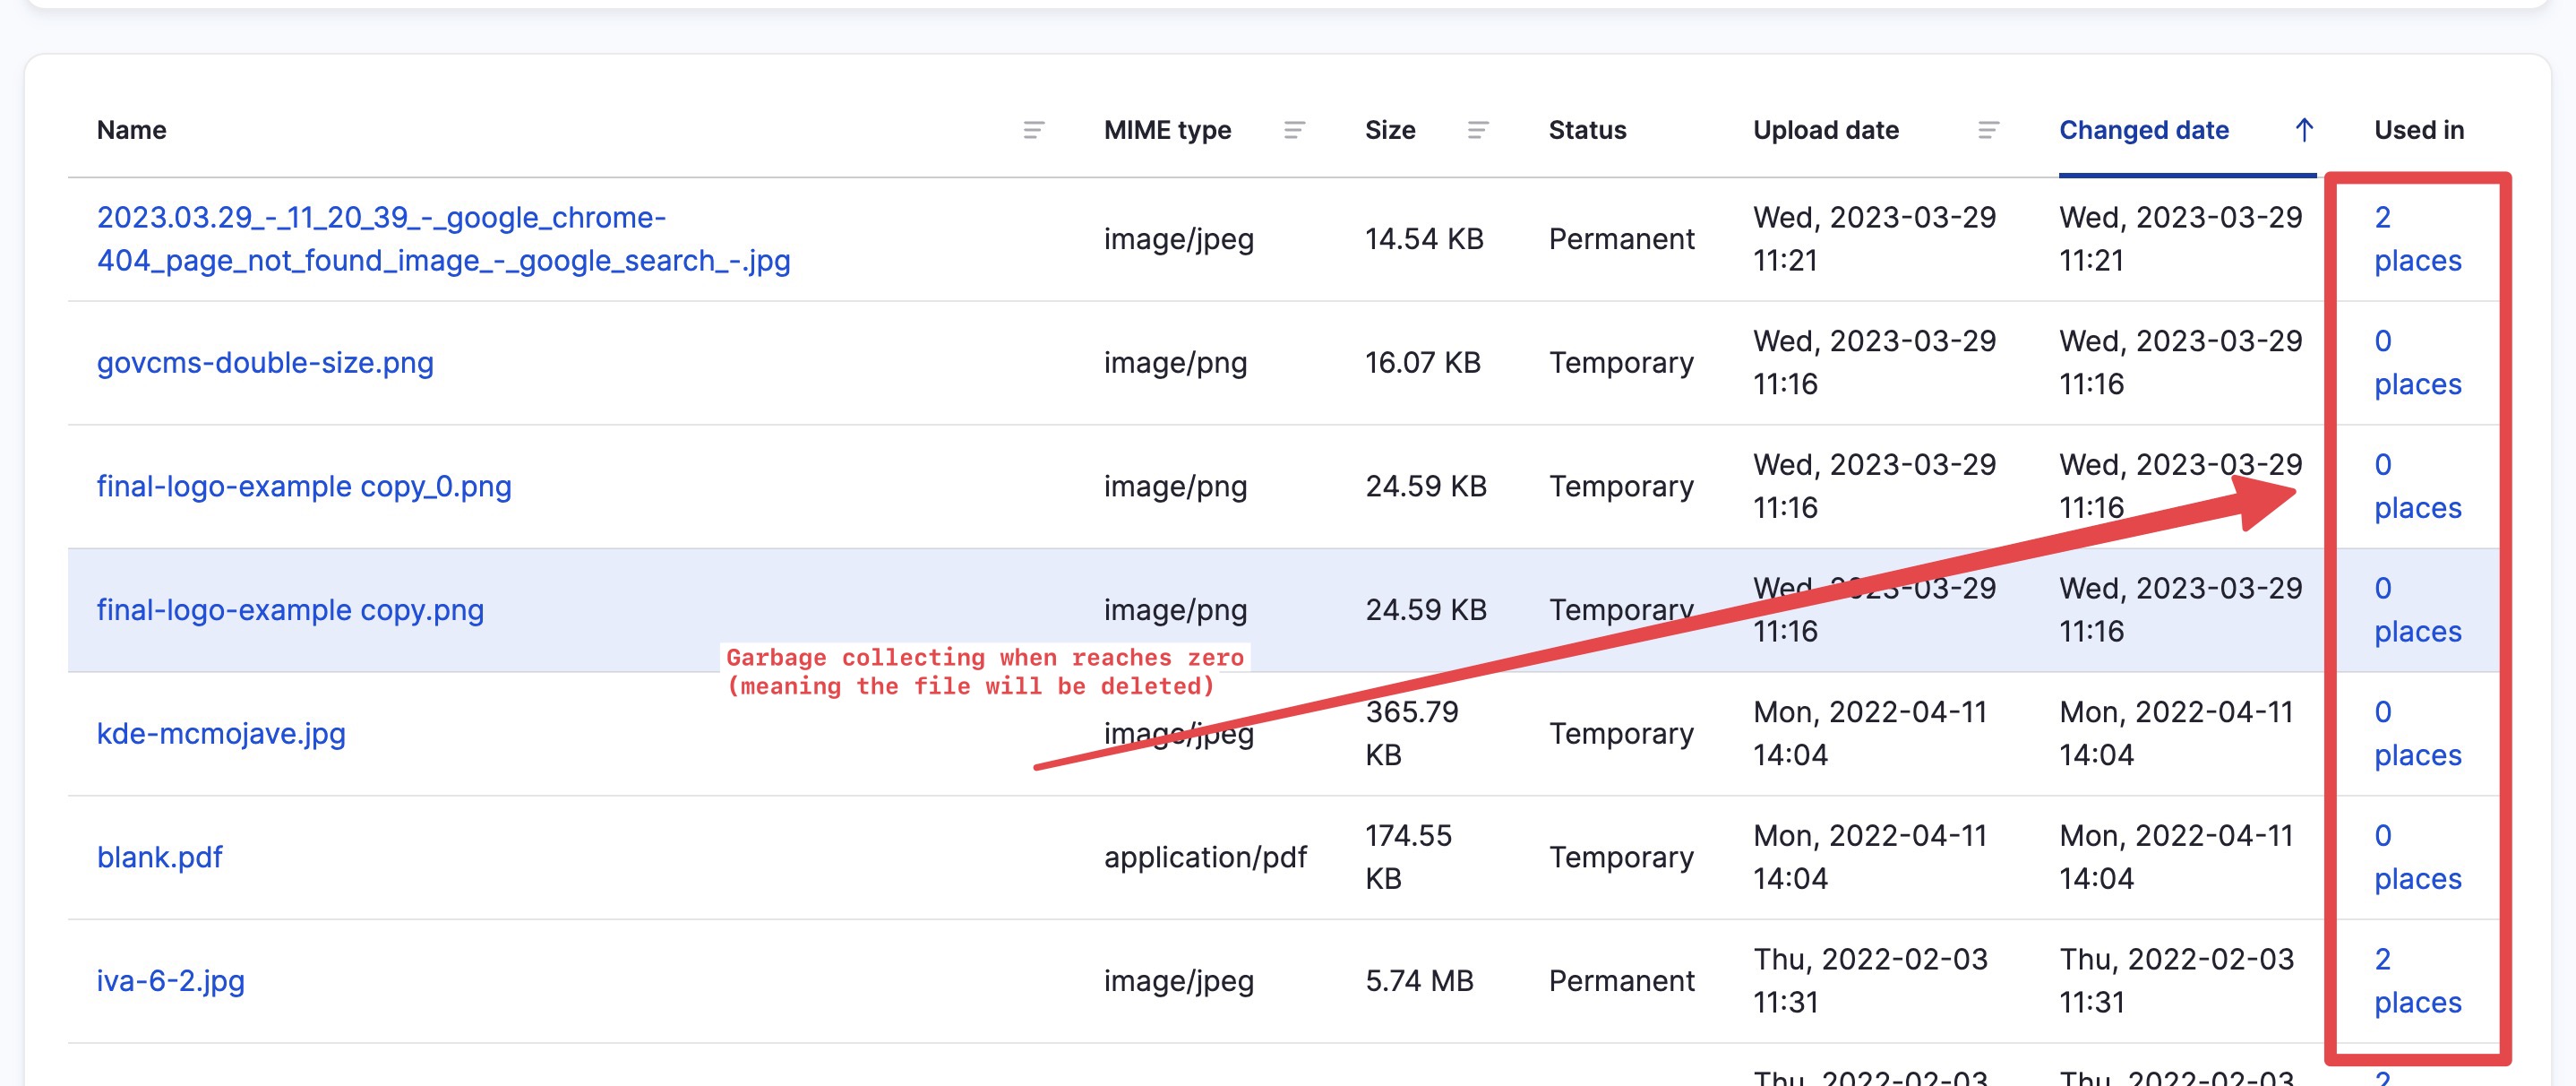 Name MIME type Size Status Upload date Changed date Used in
2023.03.29_-_11_20_39_-_google_chrome-
404_page_not_found_image_-_google_search_-.jpg
image/jpeg
14.54 KB
Permanent
Wed, 2023-03-29
11:21
Wed, 2023-03-29
11:21
2
places
govcms-double-size.png
image/png
16.07 KB
Temporary
Wed, 2023-03-29
11:16
Wed, 2023-03-29
11:16
0
places
final-logo-example copy_0.png
image/png
24.59 KB
Temporary
Wed, 2023-03-29
11:16
Wed, 2023-03-29
11:16
0
places
final-logo-example copy.png
image/png
24.59 KB
Temporary
Wed, 2023-03-29
11:16
Wed, 2023-03-29
11:16
0
places
Garbage collecting when reaches zero
(meaning the file will be deleted)
kde-mcmojave.jpg
image/jpeg
365.79
KB
Temporary
Mon, 2022-04-11
14:04
Mon, 2022-04-11
14:04
0
places
blank.pdf
application/pdf
174.55
KB
Temporary
Mon, 2022-04-11
14:04
Mon, 2022-04-11
14:04
0
places
iva-6-2.jpg
image/jpeg
5.74 MB
Permanent
Thu, 2022-02-03
11:31
Thu, 2022-02-03
11:31
2
places
Thu, 2022-02-03
Thu, 2022-02-03
2